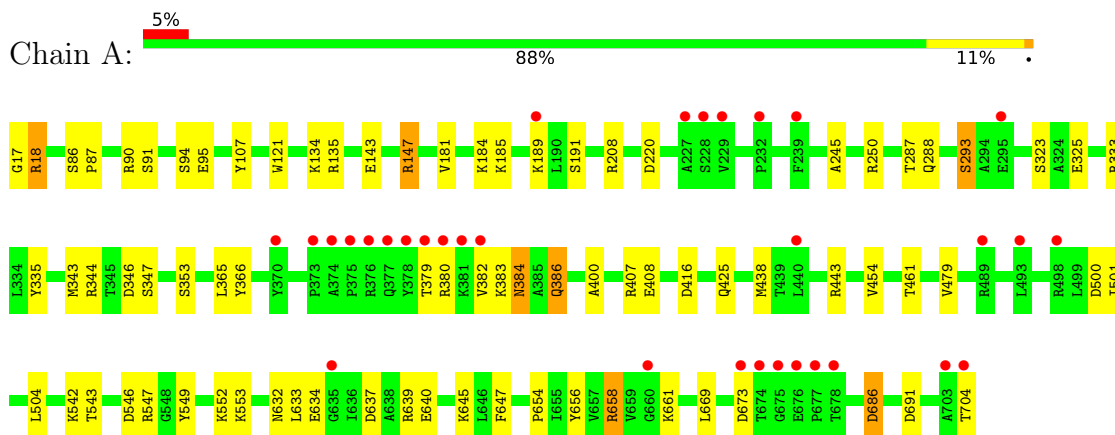 5%
Chain A:
88% 11% •
G17 R18 S86 P87 R90 S91 S94 E95 Y107 W121 K134 R135 E143 R147 V181 K184 K185 K189 L190 S191 R208 D220 A227 S228 V229 P232 F239 A245 R250 T287 Q288 S293 A294 E295 S323 A324 E325 R333
L334 Y335 M343 R344 T345 D346 S347 S353 L365 Y366 Y370 P373 A374 P375 R376 Q377 Y378 T379 R380 K381 V382 K383 N384 A385 Q386 A400 R407 E408 D416 Q425 M438 T439 L440 R443 V454 T461 V479 R489 L493 R498 L499 D500 I501
L504 K542 T543 D546 R547 G548 Y549 K552 K553 N632 L633 E634 G635 I636 D637 A638 R639 E640 K645 L646 F647 P654 I655 Y656 V657 R658 V659 G660 K661 L669 D673 T674 G675 E676 P677 T678 D686 D691 A703 T704